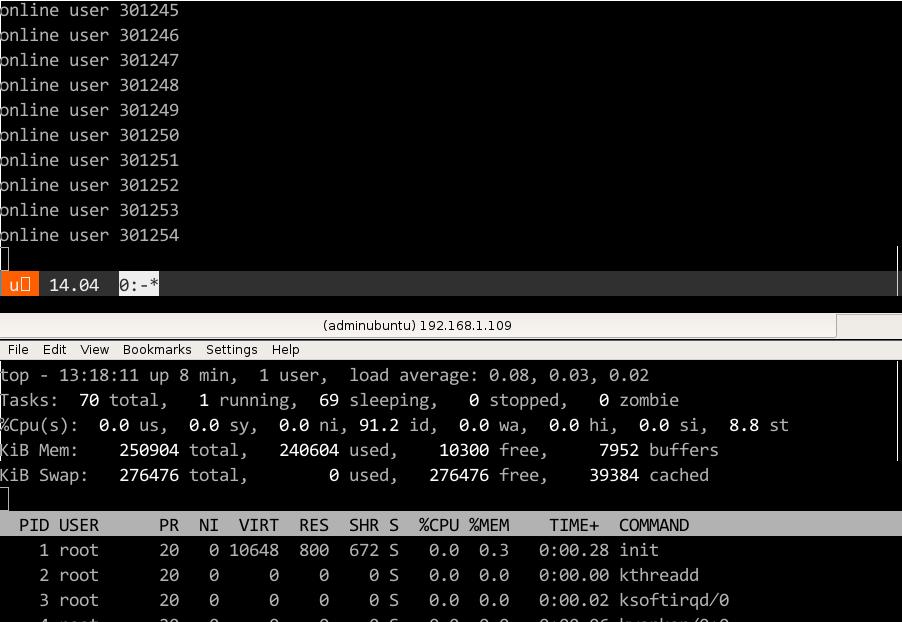 online user 301245
online user 301246
online user 301247
online user 301248
online user 301249
online user 301250
online user 301251
online user 301252
online user 301253
online user 301254
u 14.04 0:-*
(adminubuntu) 192.168.1.109
File Edit View Bookmarks Settings Help
top - 13:18:11 up 8 min, 1 user, load average: 0.08, 0.03, 0.02
Tasks: 70 total, 1 running, 69 sleeping, 0 stopped, 0 zombie
%Cpu(s): 0.0 us, 0.0 sy, 0.0 ni, 91.2 id, 0.0 wa, 0.0 hi, 0.0 si, 8.8 st
KiB Mem: 250904 total, 240604 used, 10300 free, 7952 buffers
KiB Swap: 276476 total, 0 used, 276476 free, 39384 cached
PID USER PR NI VIRT RES SHR S %CPU %MEM TIME+ COMMAND
1 root 20 0 10648 800 672 S 0.0 0.3 0:00.28 init
2 root 20 0 0 0 0 S 0.0 0.0 0:00.00 kthreadd
3 root 20 0 0 0 0 S 0.0 0.0 0:00.02 ksoftirqd/0